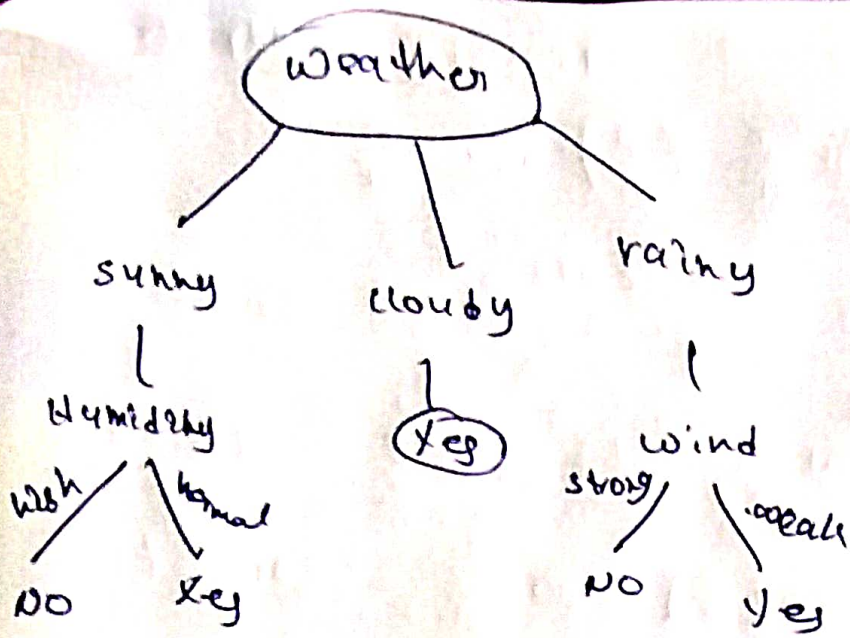 Weather
sunny
cloudy
rainy
Humidity
Yes
wind
high
normal
strong
weak
NO
Yes
NO
Yes